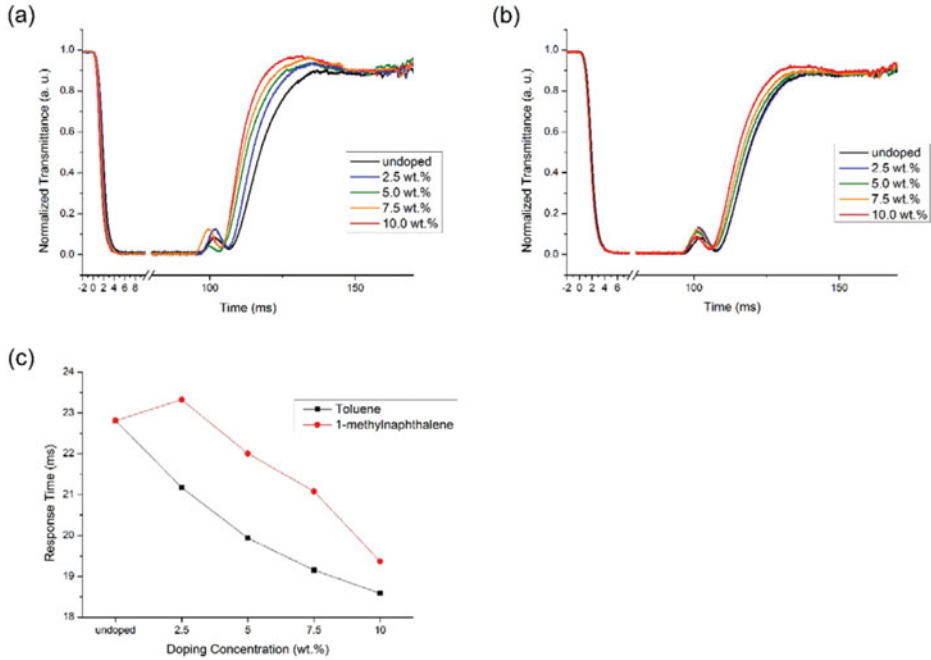 (a)
Normalized Transmittance (a. u.)
1.0
0.8
0.6
0.4
0.2
0.0
undoped
2.5 wt.%
5.0 wt.%
7.5 wt.%
10.0 wt.%
-2 0 2 4 6 8 100 150
Time (ms)
(b)
Normalized Transmittance (a. u.)
1.0
0.8
0.6
0.4
0.2
0.0
undoped
2.5 wt.%
5.0 wt.%
7.5 wt.%
10.0 wt.%
-2 0 2 4 6 100 150
Time (ms)
(c)
Response Time (ms)
24
23
22
21
20
19
18
Toluene
1-methylnaphthalene
undoped 2.5 5 7.5 10
Doping Concentration (wt.%)